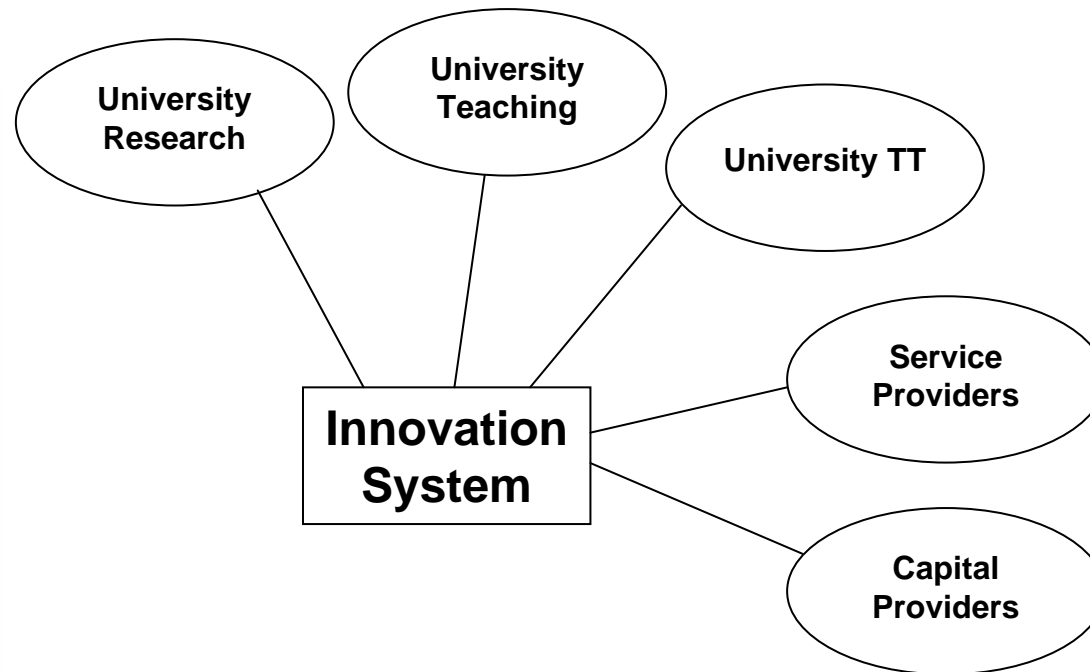 University
Research
University
Teaching
University TT
Service
Providers
Innovation
System
Capital
Providers